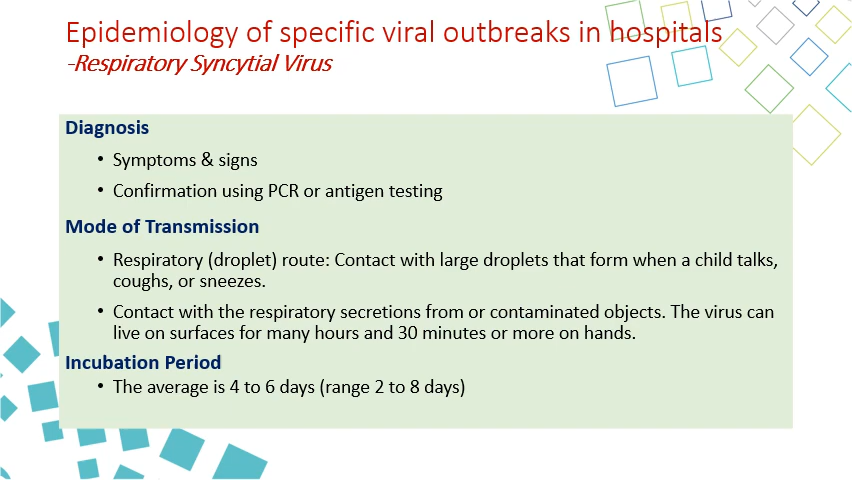 Epidemiology of specific viral outbreaks in hospitals
-Respiratory Syncytial Virus
Diagnosis
• Symptoms & signs
• Confirmation using PCR or antigen testing
Mode of Transmission
• Respiratory (droplet) route: Contact with large droplets that form when a child talks,
coughs, or sneezes.
• Contact with the respiratory secretions from or contaminated objects. The virus can
live on surfaces for many hours and 30 minutes or more on hands.
Incubation Period
• The average is 4 to 6 days (range 2 to 8 days)